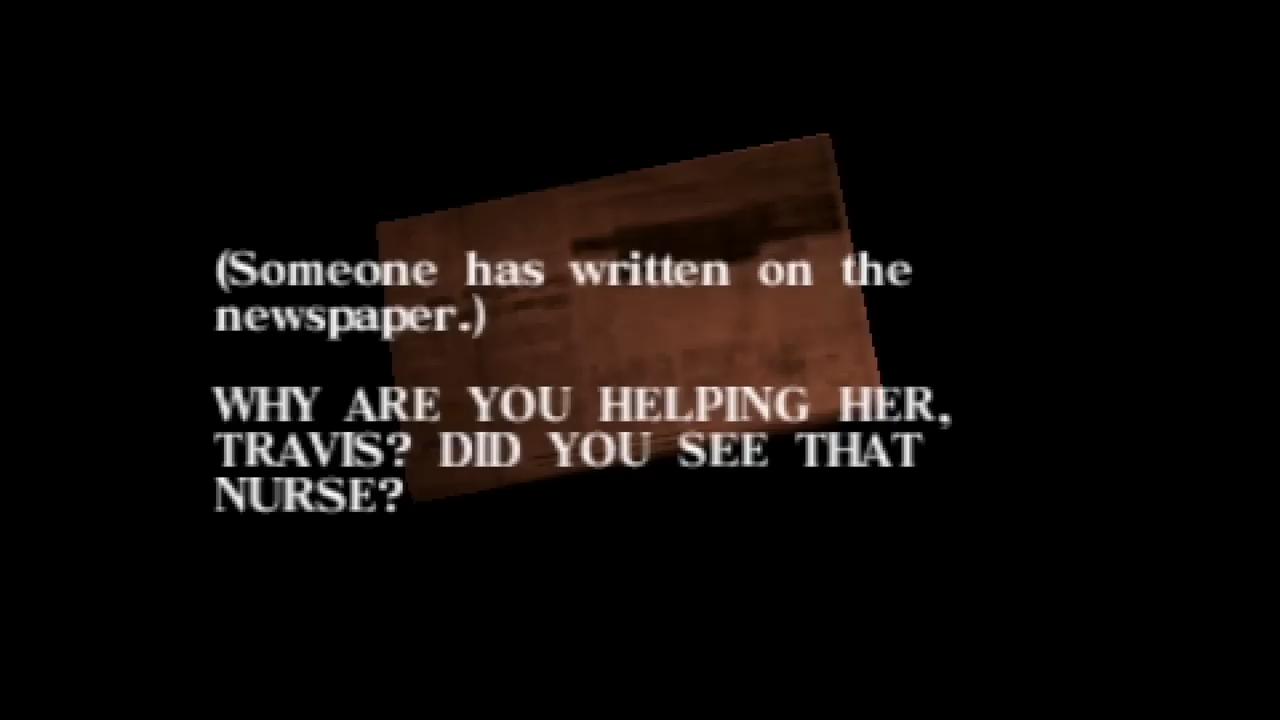 (Someone has written on the
newspaper.)
WHY ARE YOU HELPING HER,
TRAVIS? DID YOU SEE THAT
NURSE?